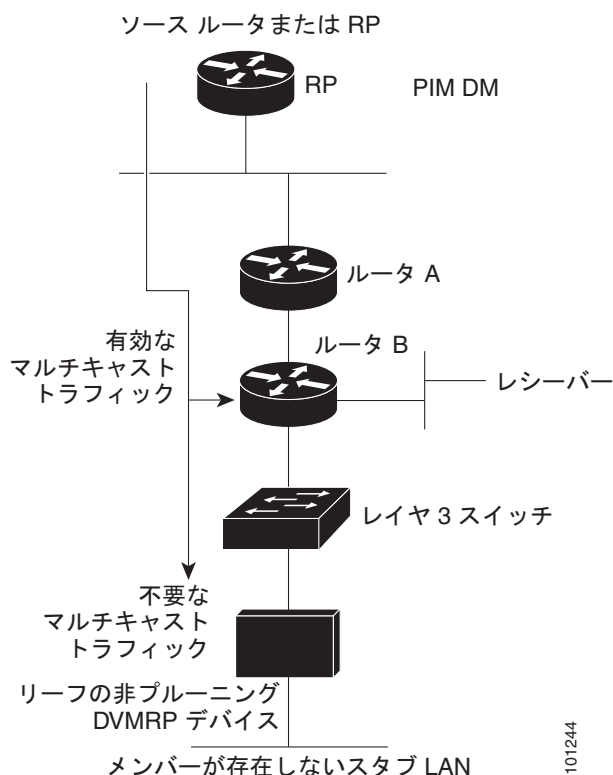 ソース ルータまたは RP
RP
PIM DM
ルータ A
有効な
マルチキャスト
トラフィック
ルータ B
レシーバー
レイヤ 3 スイッチ
不要な
マルチキャスト
トラフィック
リーフの非プルーニング
DVMRP デバイス
メンバーが存在しないスタブ LAN
101244